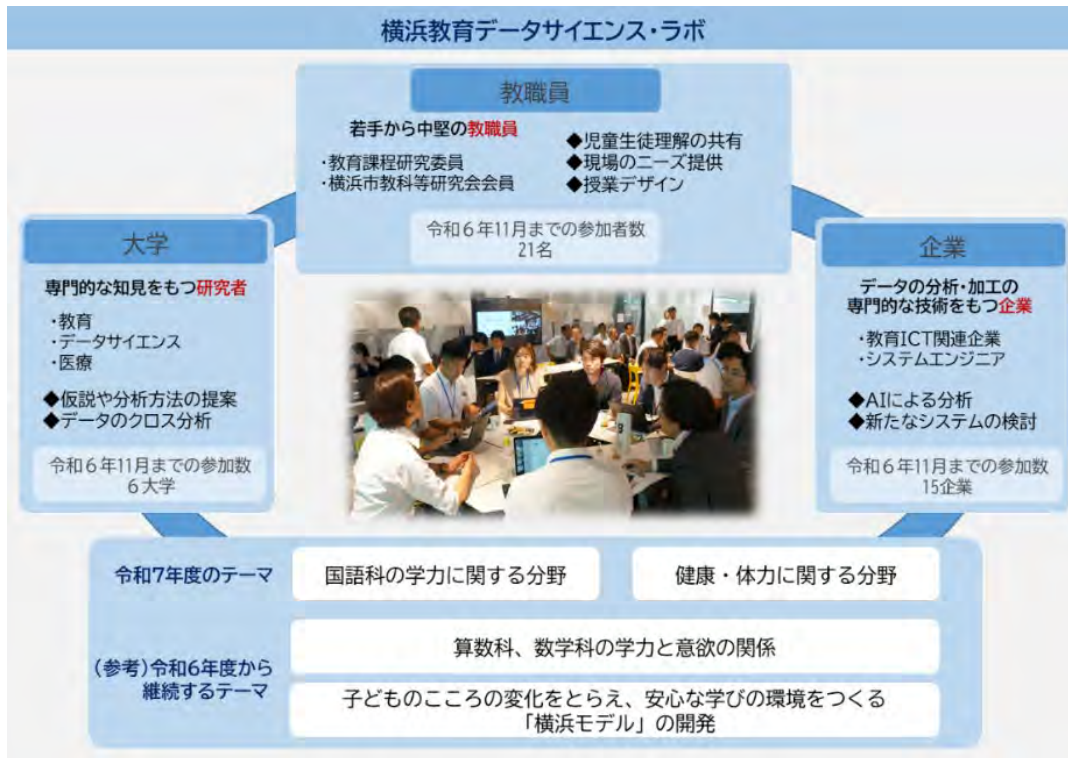 横浜教育データサイエンス・ラボ
教職員
若手から中堅の教職員
・教育課程研究委員
・横浜市教科等研究会会員
◆児童生徒理解の共有
◆現場のニーズ提供
◆授業デザイン
令和6年11月までの参加者数
21名
大学
専門的な知見をもつ研究者
・教育
・データサイエンス
・医療
◆仮説や分析方法の提案
◆データのクロス分析
令和6年11月までの参加数
6大学
企業
データの分析・加工の
専門的な技術をもつ企業
・教育ICT関連企業
・システムエンジニア
◆AIによる分析
◆新たなシステムの検討
令和6年11月までの参加数
15企業
令和7年度のテーマ
国語科の学力に関する分野
健康・体力に関する分野
(参考)令和6年度から
継続するテーマ
算数科、数学科の学力と意欲の関係
子どものこころの変化をとらえ、安心な学びの環境をつくる
「横浜モデル」の開発